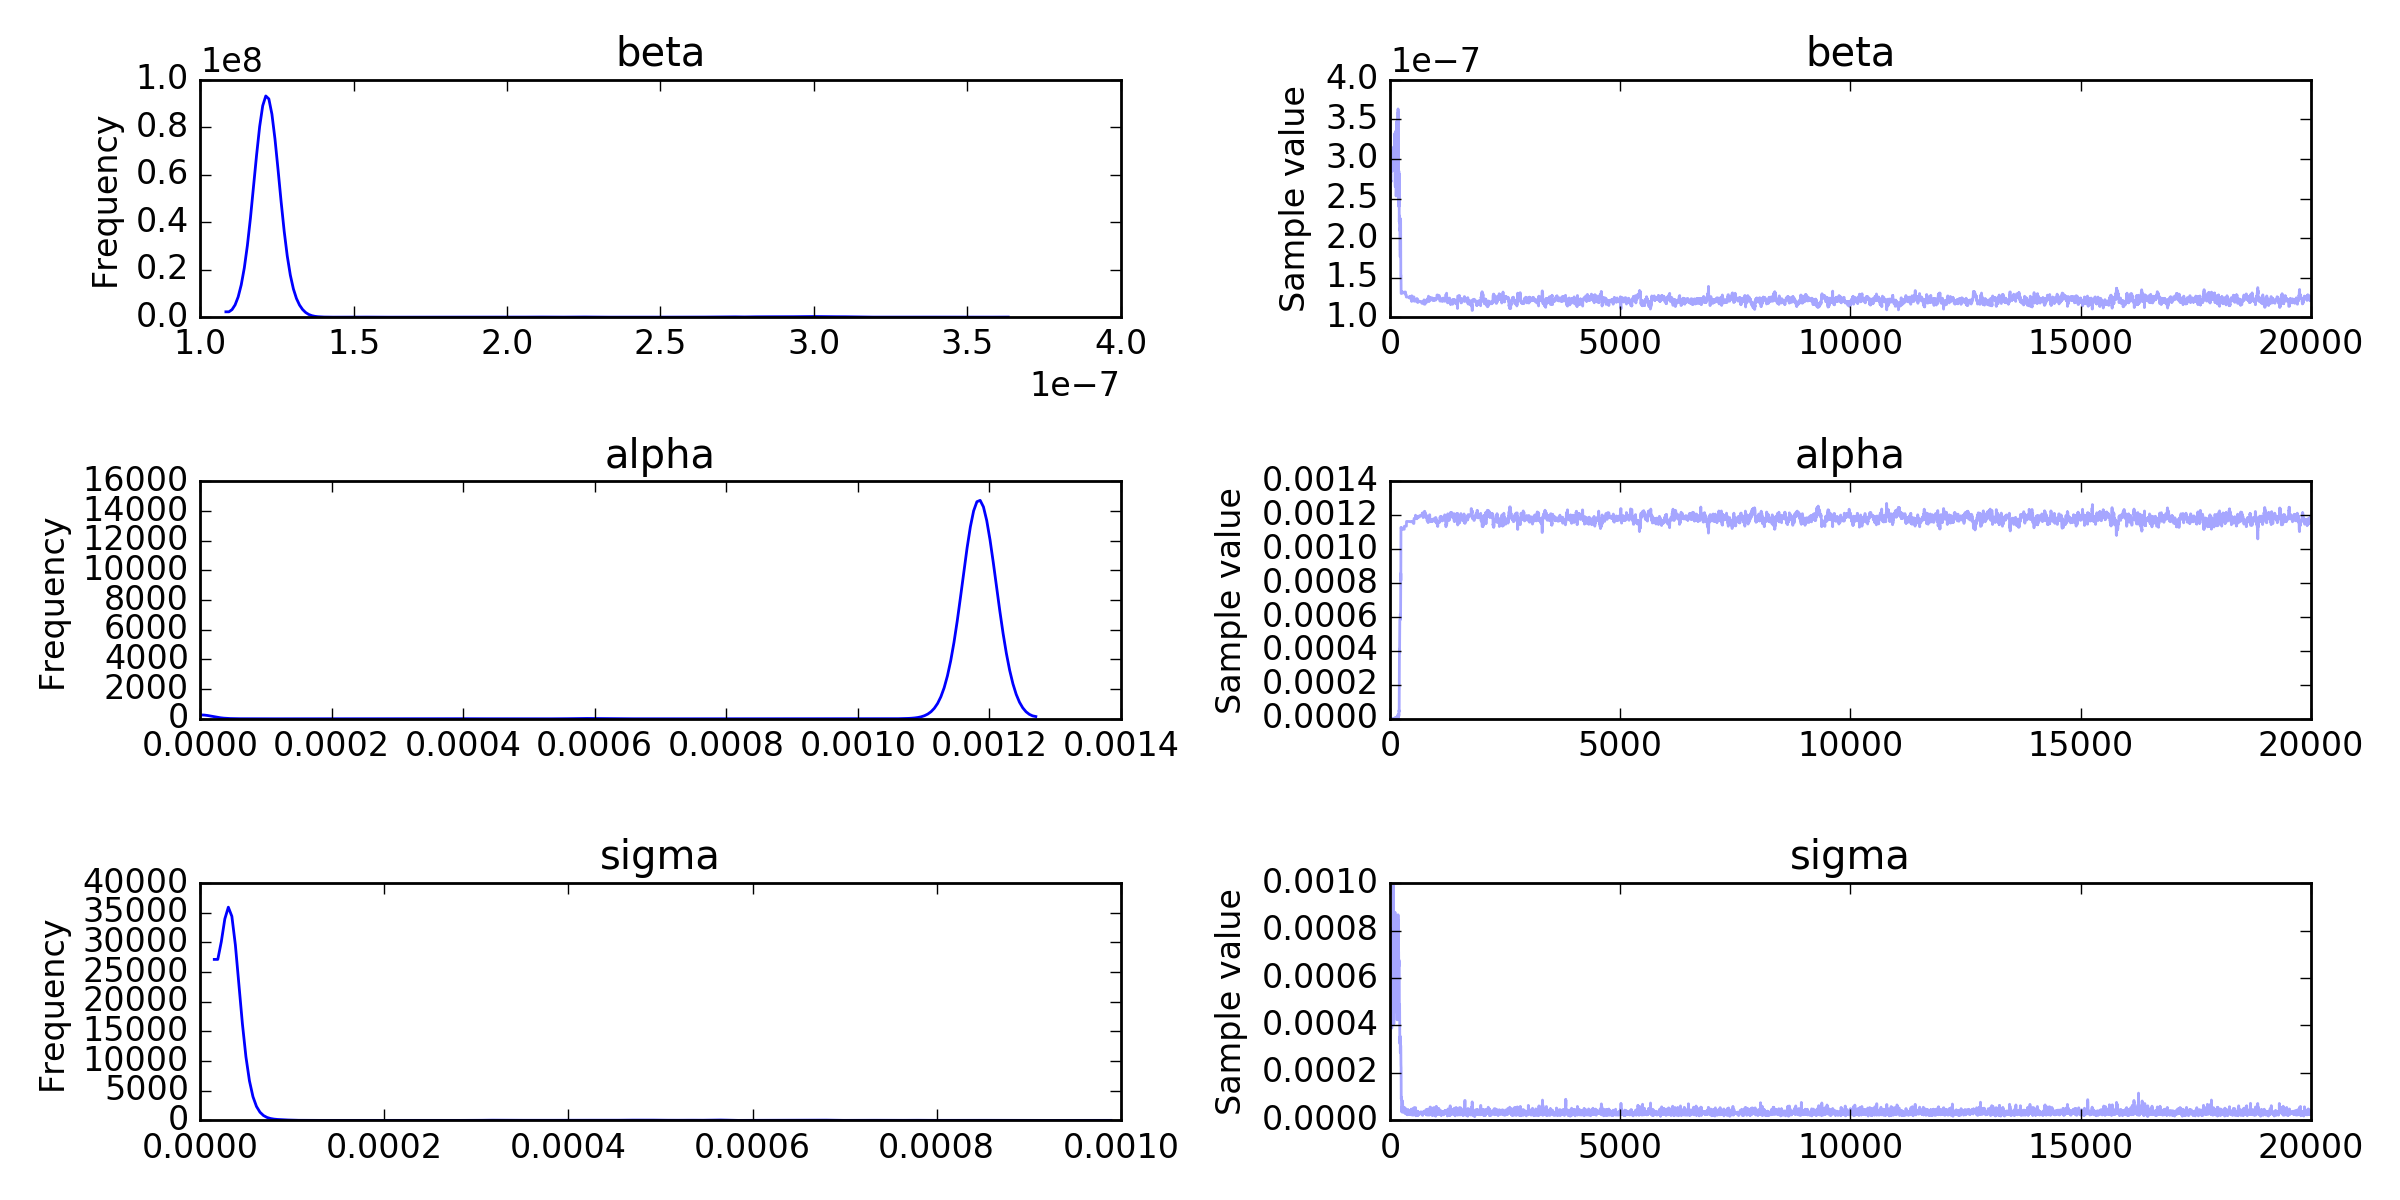 beta
1e8
Frequency
1.0
0.8
0.6
0.4
0.2
0.0
1.0 1.5 2.0 2.5 3.0 3.5 4.0
1e−7
beta
1e−7
Sample value
4.0
3.5
3.0
2.5
2.0
1.5
1.0
0 5000 10000 15000 20000
alpha
Frequency
16000
14000
12000
10000
8000
6000
4000
2000
0
0.0000 0.0002 0.0004 0.0006 0.0008 0.0010 0.0012 0.0014
alpha
Sample value
0.0014
0.0012
0.0010
0.0008
0.0006
0.0004
0.0002
0.0000
0 5000 10000 15000 20000
sigma
Frequency
40000
35000
30000
25000
20000
15000
10000
5000
0
0.0000 0.0002 0.0004 0.0006 0.0008 0.0010
sigma
Sample value
0.0010
0.0008
0.0006
0.0004
0.0002
0.0000
0 5000 10000 15000 20000